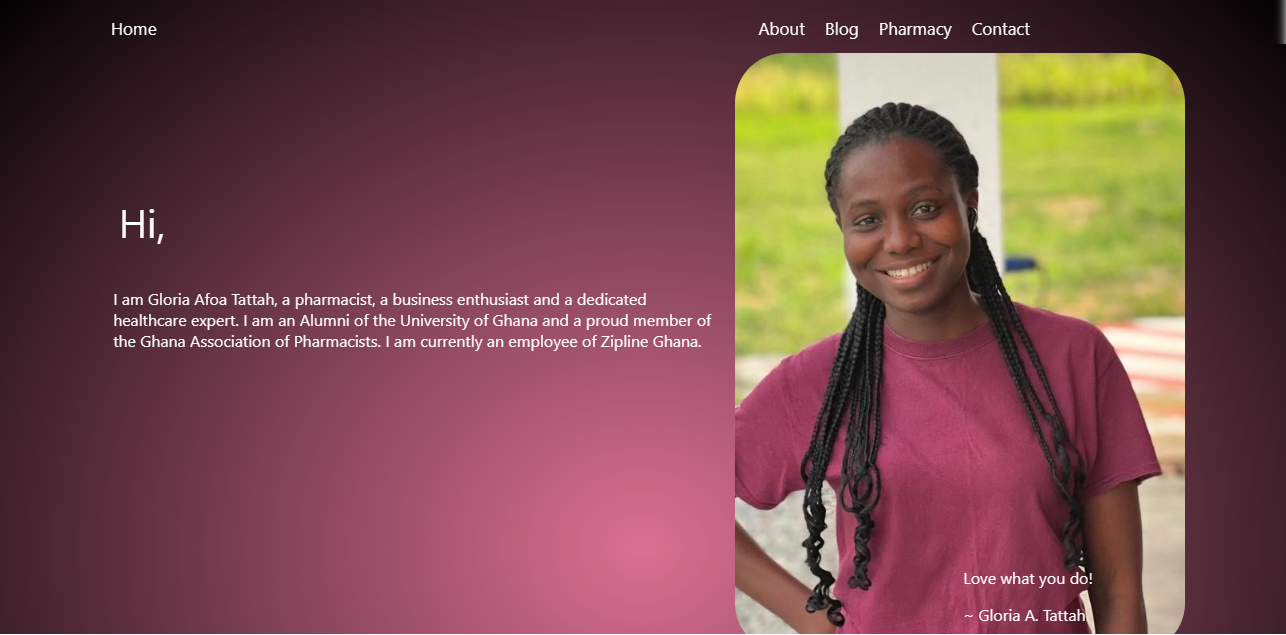 Home
About Blog Pharmacy Contact
Hi,
I am Gloria Afoa Tattah, a pharmacist, a business enthusiast and a dedicated
healthcare expert. I am an Alumni of the University of Ghana and a proud member of
the Ghana Association of Pharmacists. I am currently an employee of Zipline Ghana.
Love what you do!
~ Gloria A. Tattah